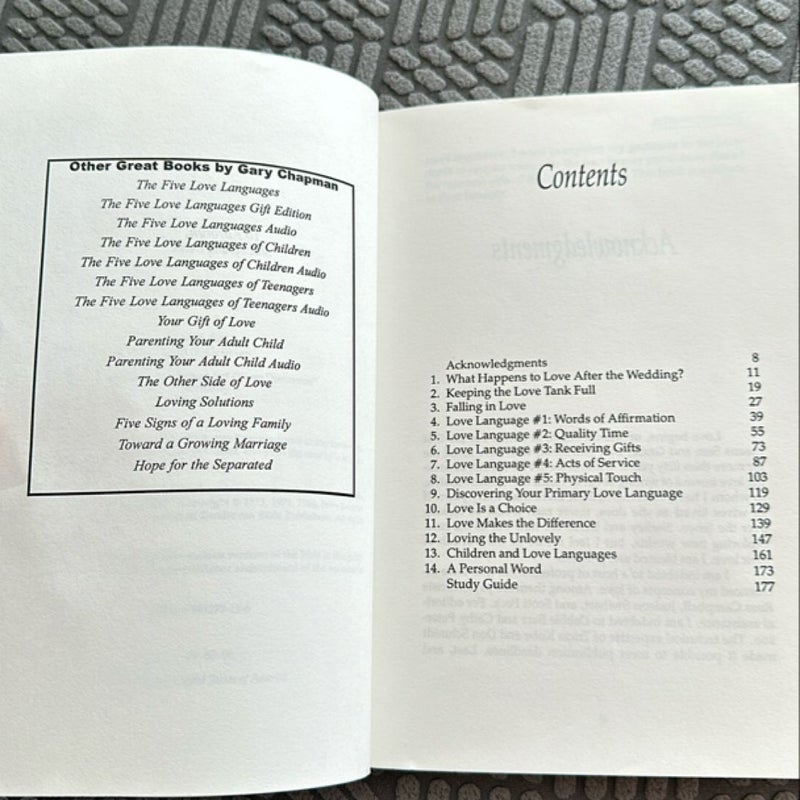 Other Great Books by Gary Chapman
The Five Love Languages
The Five Love Languages Gift Edition
The Five Love Languages Audio
The Five Love Languages of Children
The Five Love Languages of Children Audio
The Five Love Languages of Teenagers
The Five Love Languages of Teenagers Audio
Your Gift of Love
Parenting Your Adult Child
Parenting Your Adult Child Audio
The Other Side of Love
Loving Solutions
Five Signs of a Loving Family
Toward a Growing Marriage
Hope for the Separated
Contents
Acknowledgments 8
1. What Happens to Love After the Wedding? 11
2. Keeping the Love Tank Full 19
3. Falling in Love 27
4. Love Language #1: Words of Affirmation 39
5. Love Language #2: Quality Time 55
6. Love Language #3: Receiving Gifts 73
7. Love Language #4: Acts of Service 87
8. Love Language #5: Physical Touch 103
9. Discovering Your Primary Love Language 119
10. Love Is a Choice 129
11. Love Makes the Difference 139
12. Loving the Unlovely 147
13. Children and Love Languages 161
14. A Personal Word 173
Study Guide 177